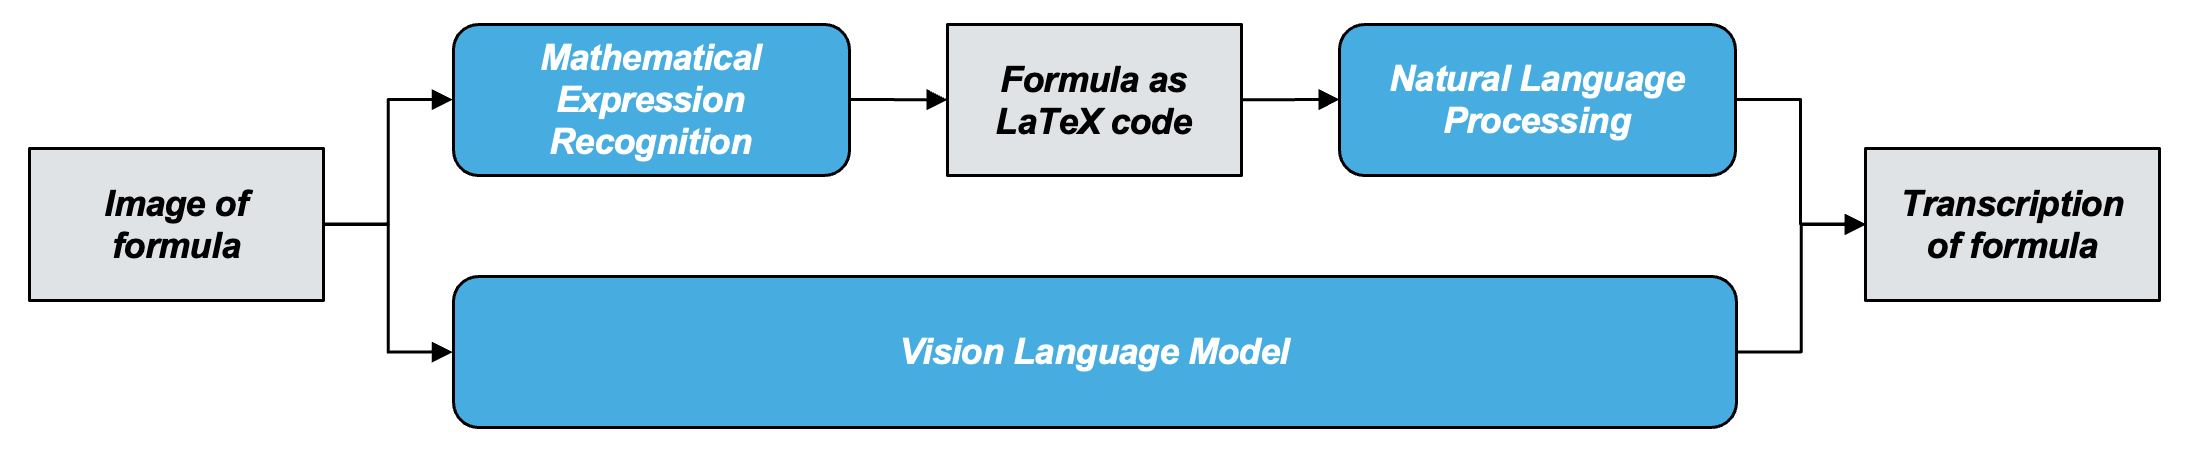 Image of
formula
Mathematical
Expression
Recognition
Formula as
LaTeX code
Natural Language
Processing
Vision Language Model
Transcription
of formula